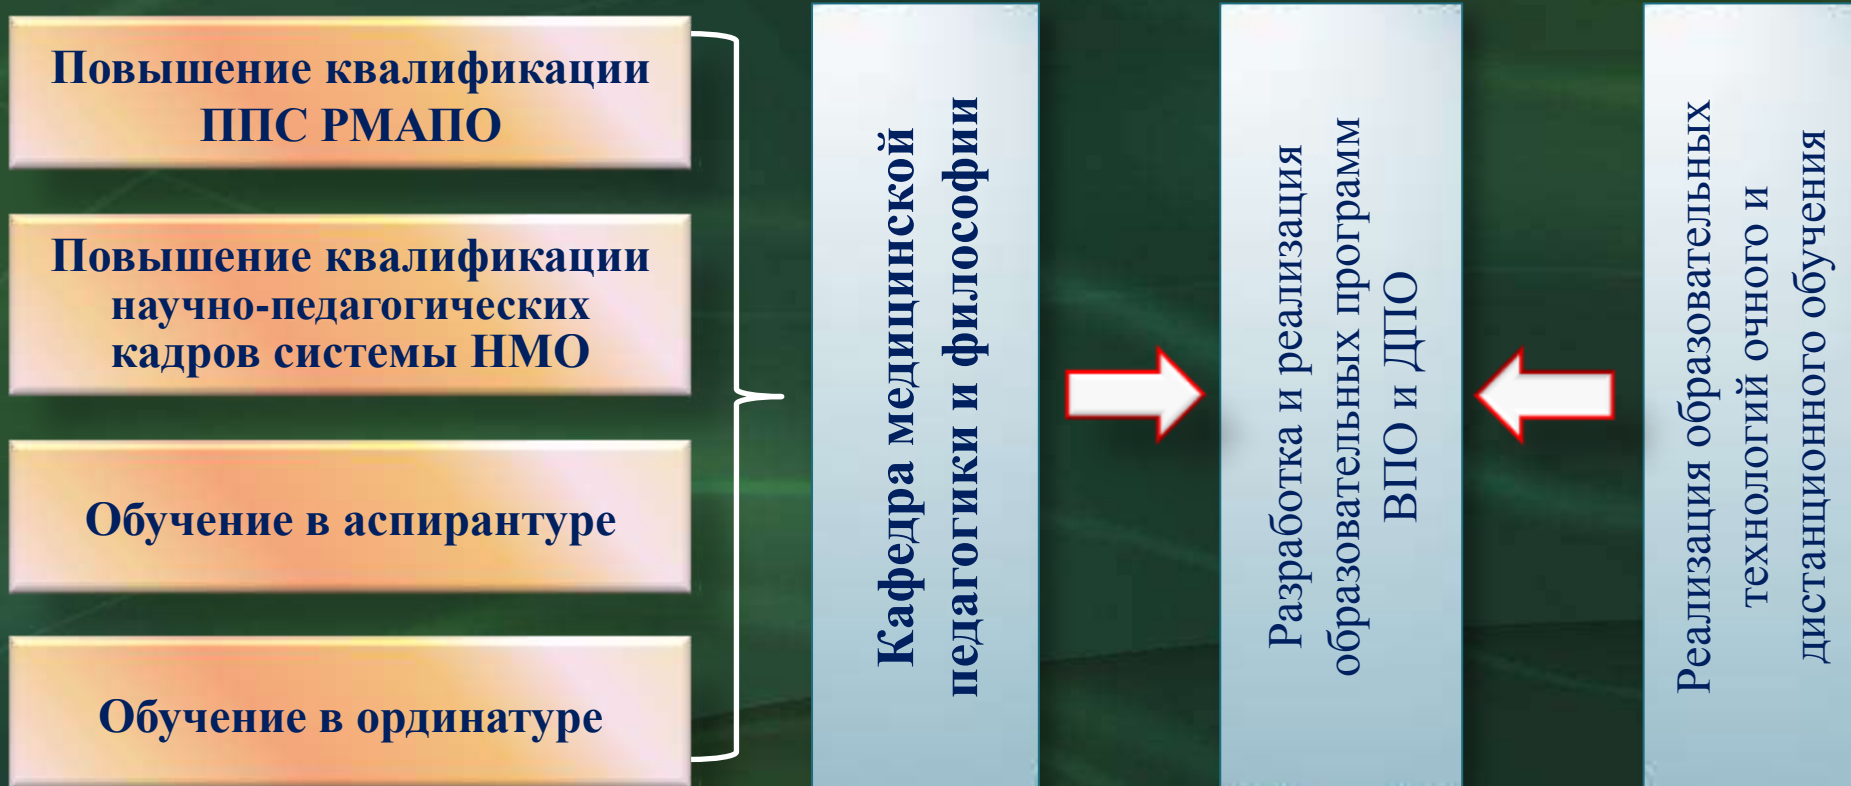 Повышение квалификации
ППС РМАПО
Повышение квалификации
научно-педагогических
кадров системы НМО
Обучение в аспирантуре
Обучение в ординатуре
Кафедра медицинской
педагогики и философии
Разработка и реализация
образовательных программ
ВПО и ДПО
Реализация образовательных
технологий очного и
дистанционного обучения